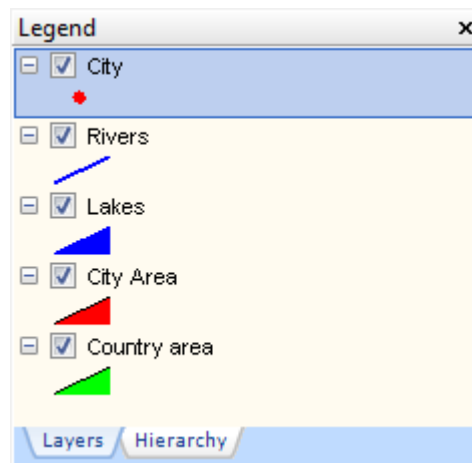 Legend
City
Rivers
Lakes
City Area
Country area
Layers Hierarchy